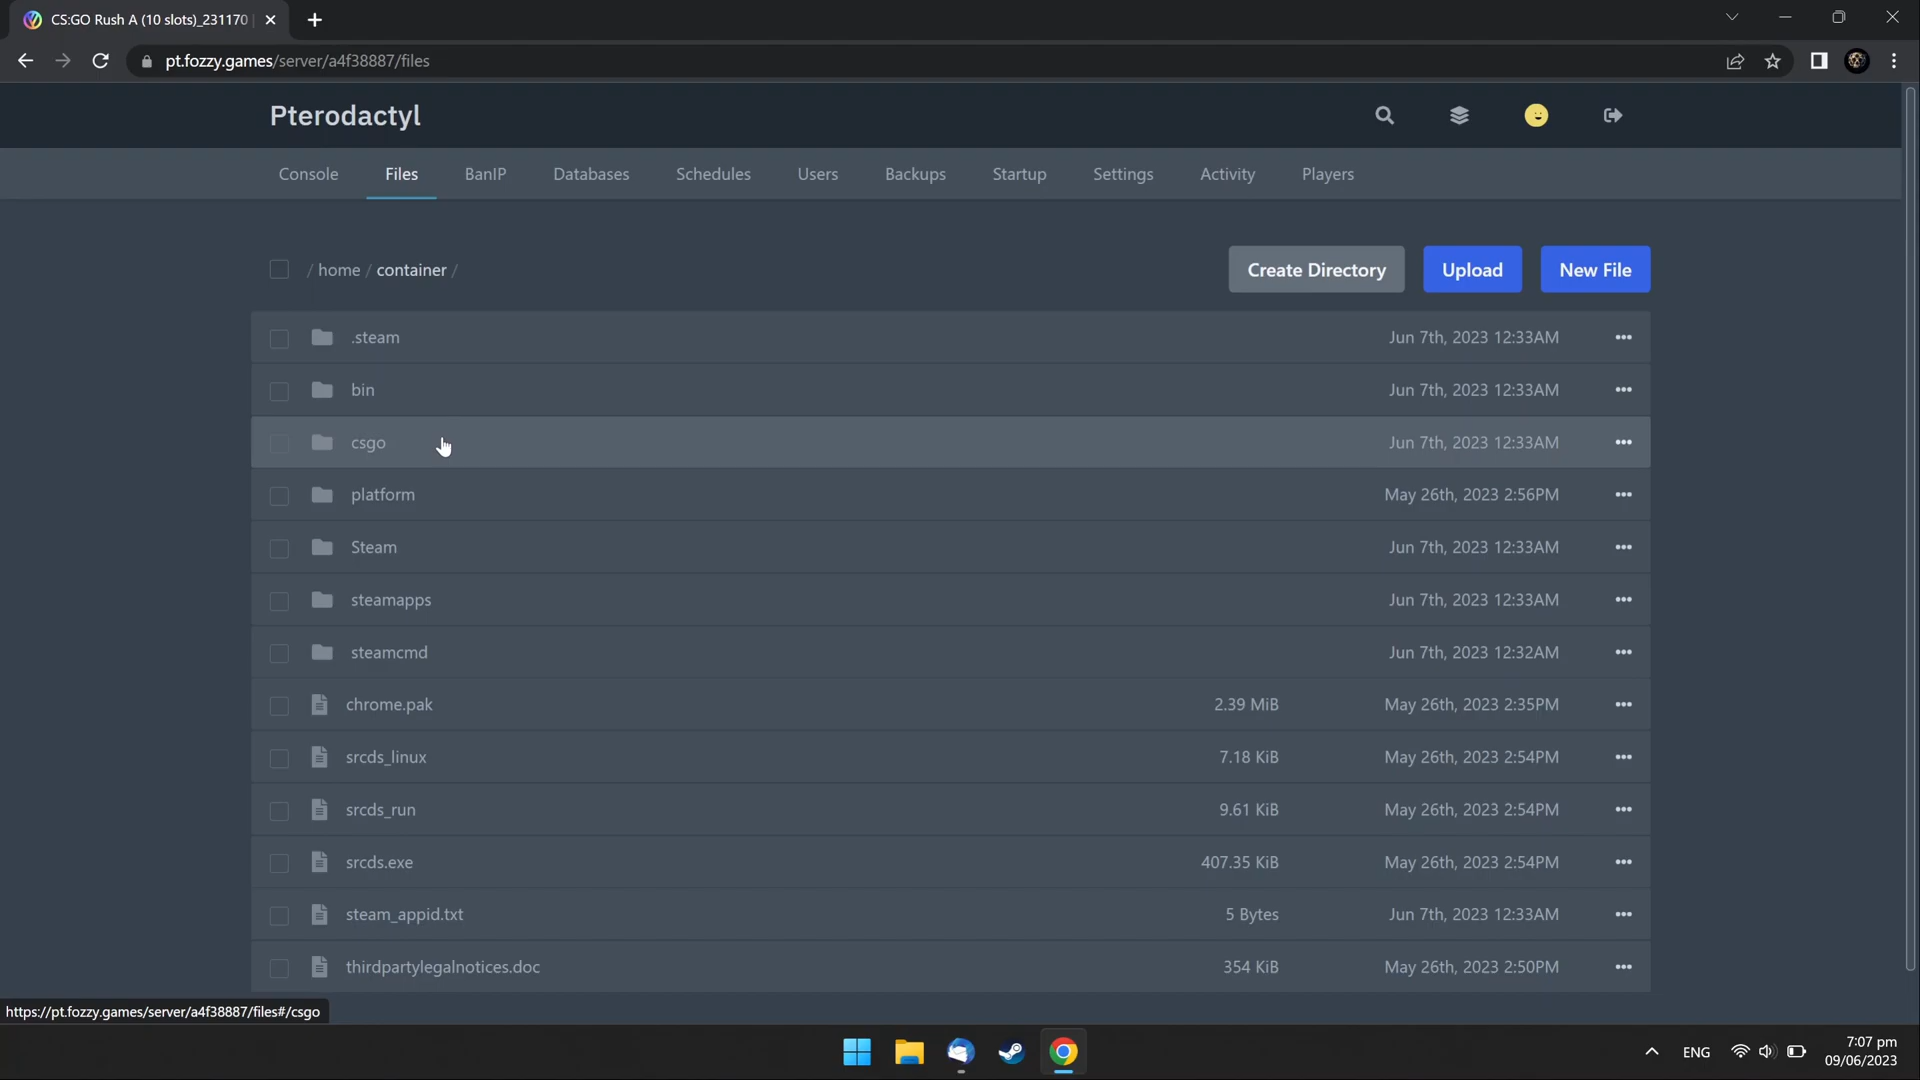 CS:GO Rush A (10 slots)_231170
pt.fozzy.games/server/a4f38887/files
Pterodactyl
Console Files BanIP Databases Schedules Users Backups Startup Settings Activity Players
/ home / container /
Create Directory Upload New File
.steam Jun 7th, 2023 12:33AM
bin Jun 7th, 2023 12:33AM
csgo Jun 7th, 2023 12:33AM
platform May 26th, 2023 2:56PM
Steam Jun 7th, 2023 12:33AM
steamapps Jun 7th, 2023 12:33AM
steamcmd Jun 7th, 2023 12:32AM
chrome.pak 2.39 MiB May 26th, 2023 2:35PM
srcds_linux 7.18 KiB May 26th, 2023 2:54PM
srcds_run 9.61 KiB May 26th, 2023 2:54PM
srcds.exe 407.35 KiB May 26th, 2023 2:54PM
steam_appid.txt 5 Bytes Jun 7th, 2023 12:33AM
thirdpartylegalnotices.doc 354 KiB May 26th, 2023 2:50PM
https://pt.fozzy.games/server/a4f38887/files#/csgo
ENG
7:07 pm
09/06/2023